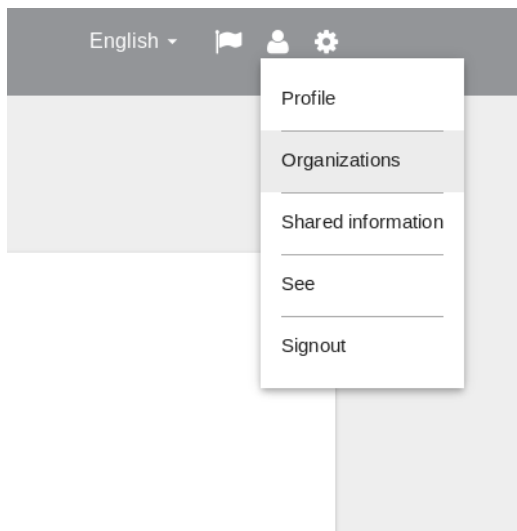 English
Profile
Organizations
Shared information
See
Signout